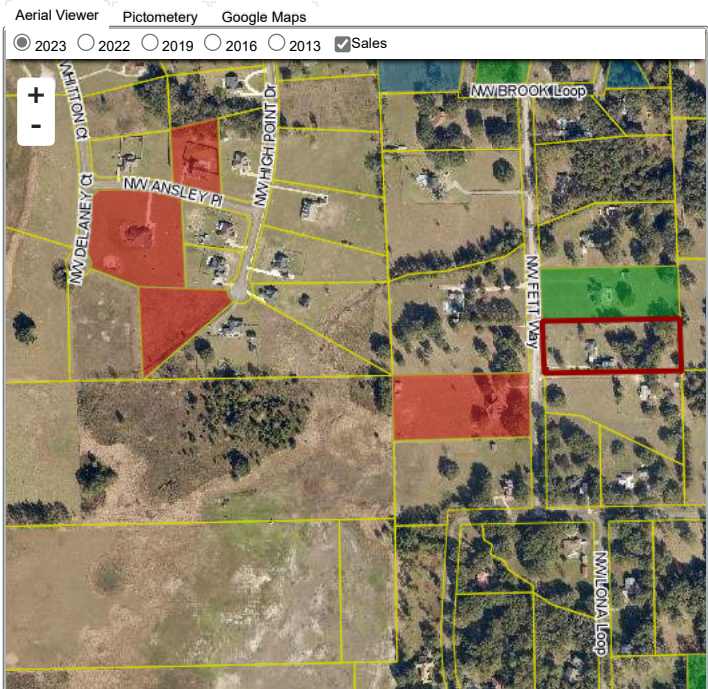 Aerial Viewer Pictometery Google Maps
2023 2022 2019 2016 2013 Sales
+
-
WHITTON Ct
NW HIGH POINT Dr
NW BROOK Loop
NW ANSLEY Pl
NW DELANEY Ct
NW FETT Way
NW LONA Loop